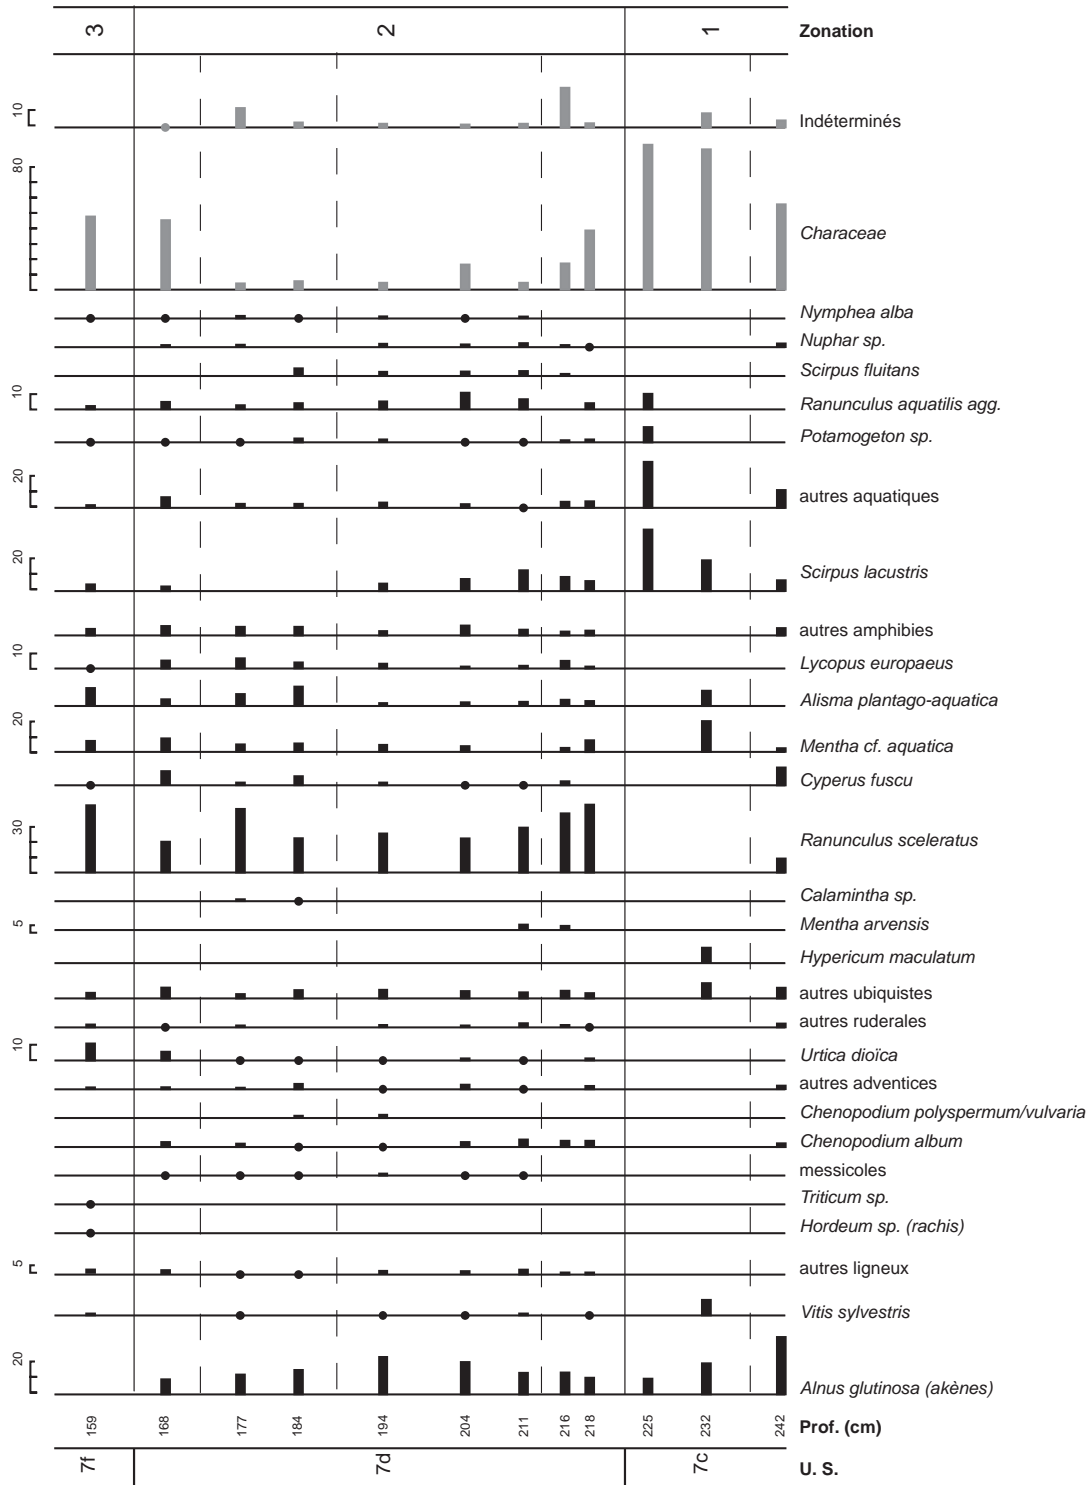 3 2 1 Zonation
10 Indéterminés
80 Characeae
Nymphea alba
Nuphar sp.
Scirpus fluitans
10 Ranunculus aquatilis agg.
Potamogeton sp.
20 autres aquatiques
20 Scirpus lacustris
autres amphibies
10 Lycopus europaeus
Alisma plantago-aquatica
20 Mentha cf. aquatica
Cyperus fuscu
30 Ranunculus sceleratus
Calamintha sp.
5 Mentha arvensis
Hypericum maculatum
autres ubiquistes
autres ruderales
10 Urtica dioïca
autres adventices
Chenopodium polyspermum/vulvaria
Chenopodium album
messicoles
Triticum sp.
Hordeum sp. (rachis)
5 autres ligneux
Vitis sylvestris
20 Alnus glutinosa (akènes)
159 168 177 184 194 204 211 216 218 225 232 242 Prof. (cm)
7f 7d 7c U. S.